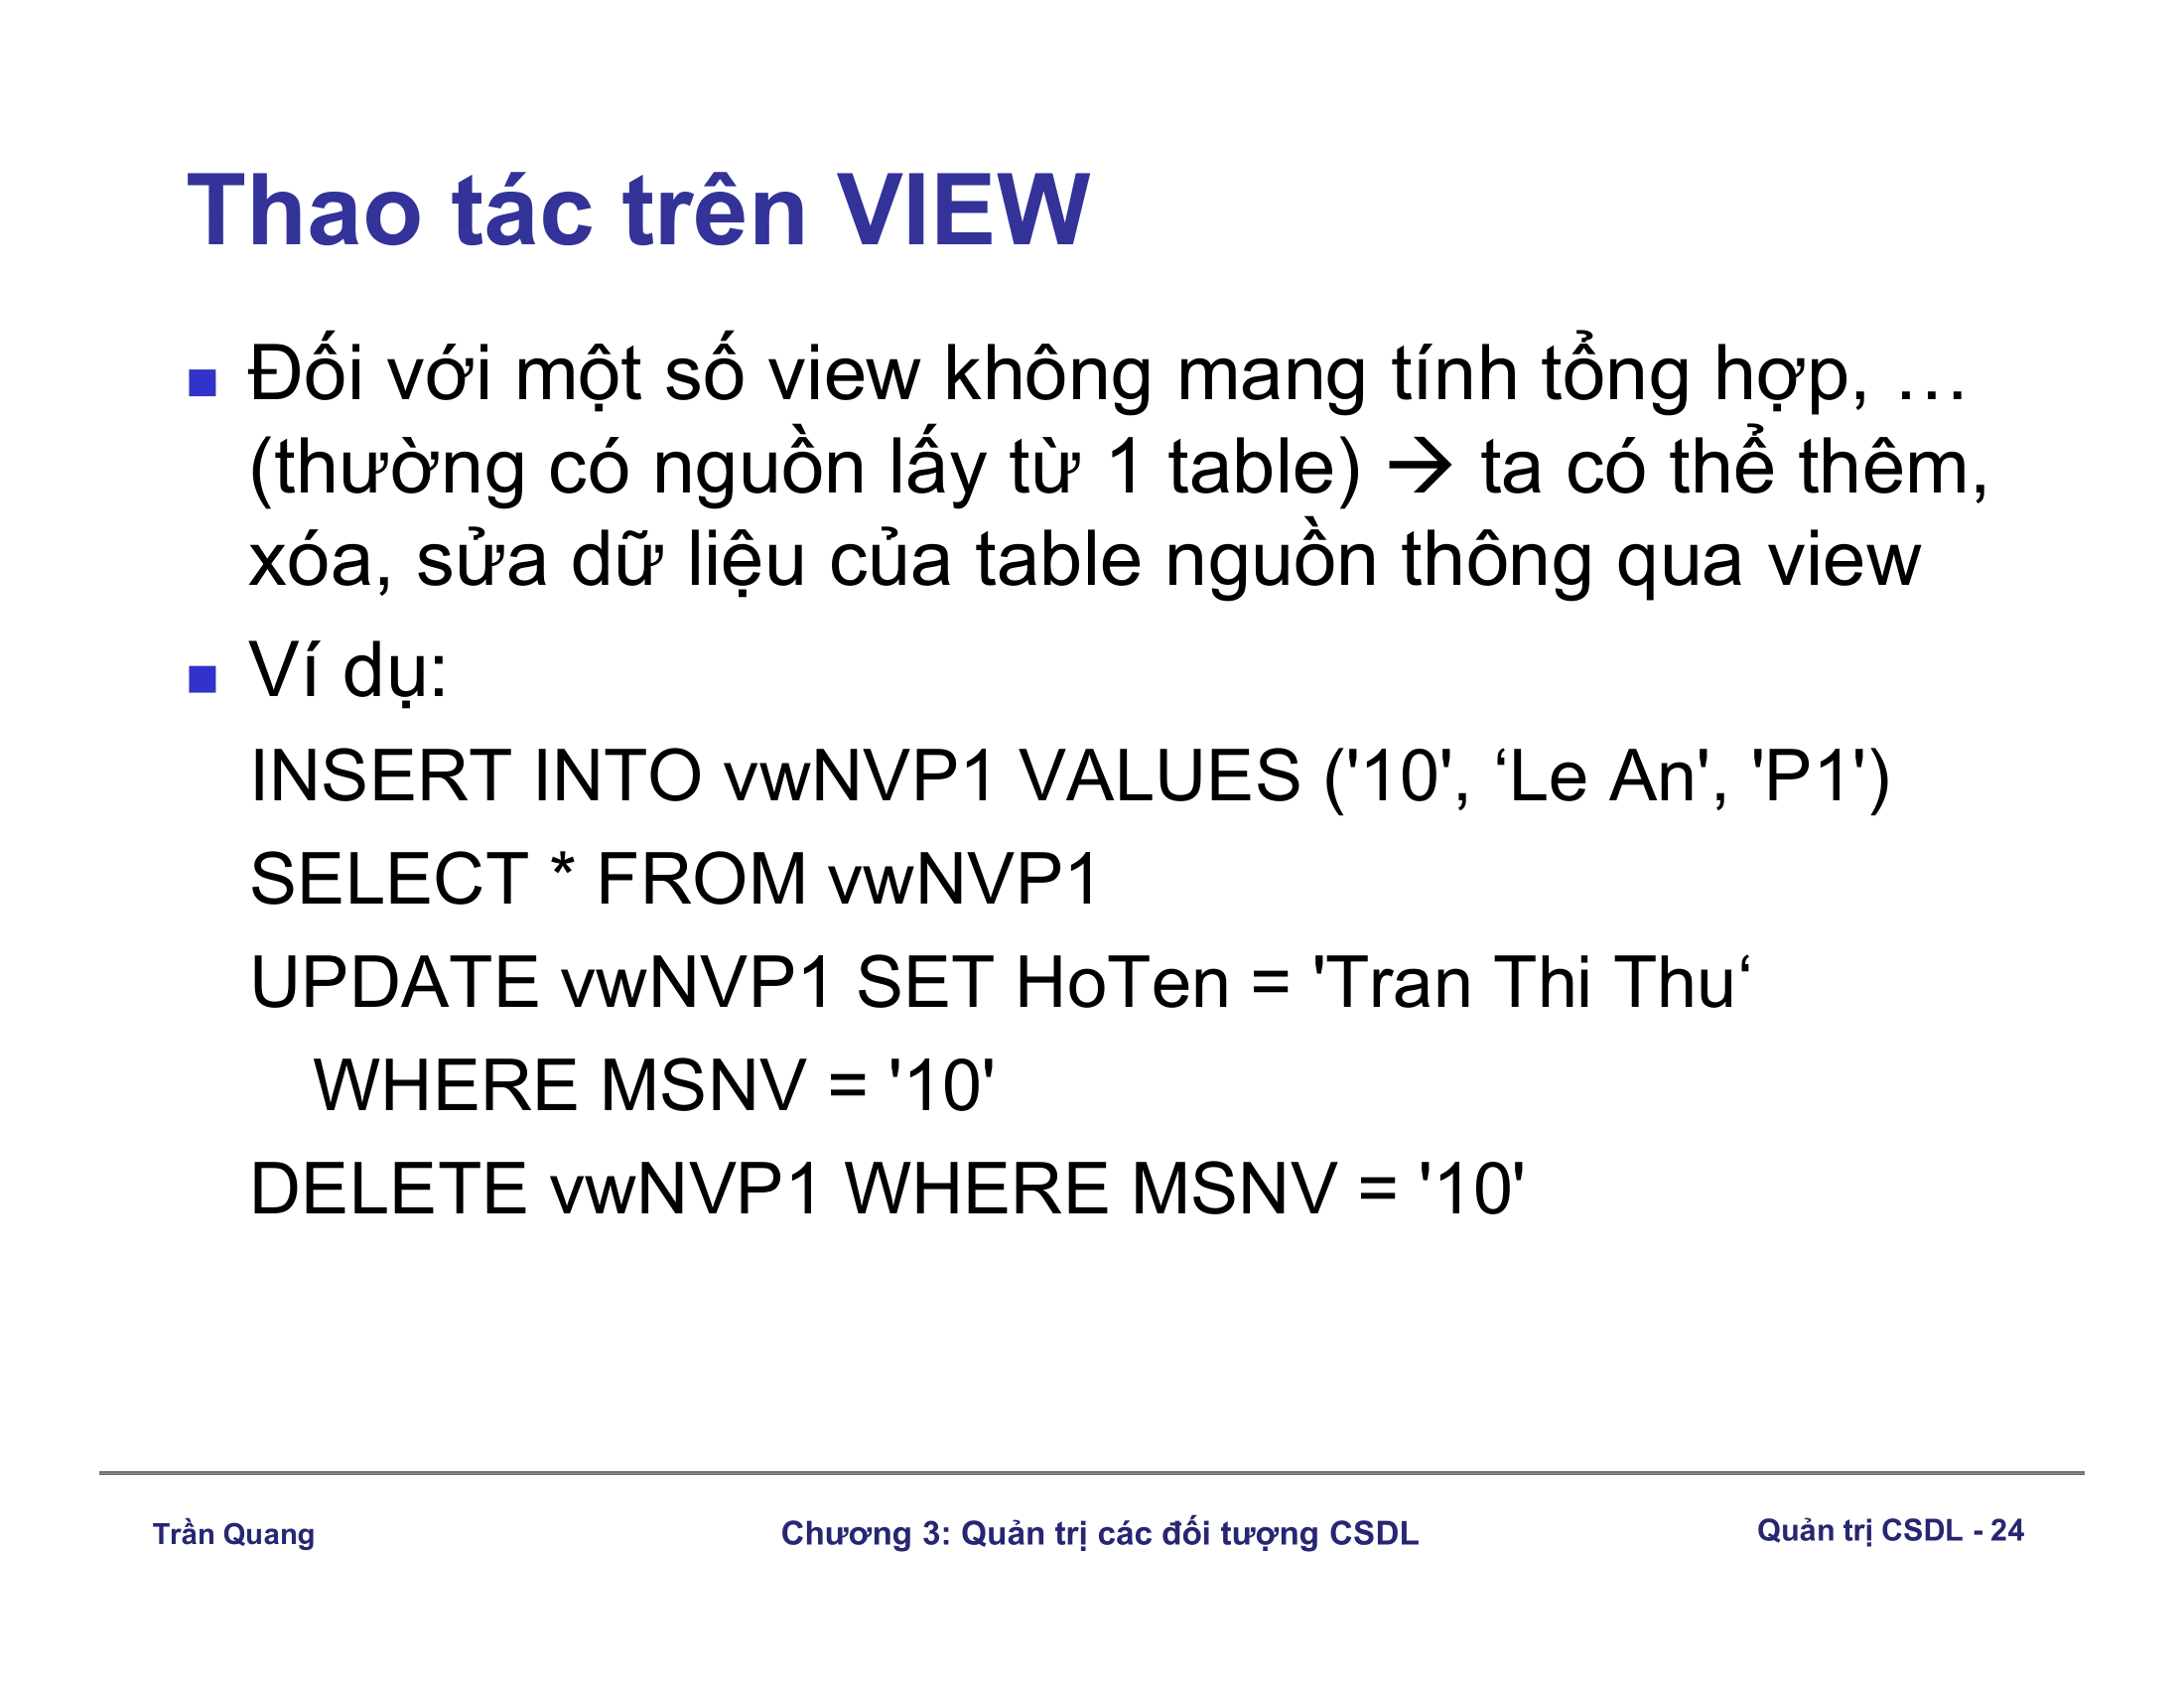 Thao tác trên VIEW
■ Đối với một số view không mang tính tổng hợp, …
(thường có nguồn lấy từ 1 table) → ta có thể thêm,
xóa, sửa dữ liệu của table nguồn thông qua view
■ Ví dụ:
INSERT INTO vwNVP1 VALUES ('10', ‘Le An', 'P1')
SELECT * FROM vwNVP1
UPDATE vwNVP1 SET HoTen = 'Tran Thi Thu‘
WHERE MSNV = '10'
DELETE vwNVP1 WHERE MSNV = '10'
Trần Quang
Chương 3: Quản trị các đối tượng CSDL
Quản trị CSDL - 24